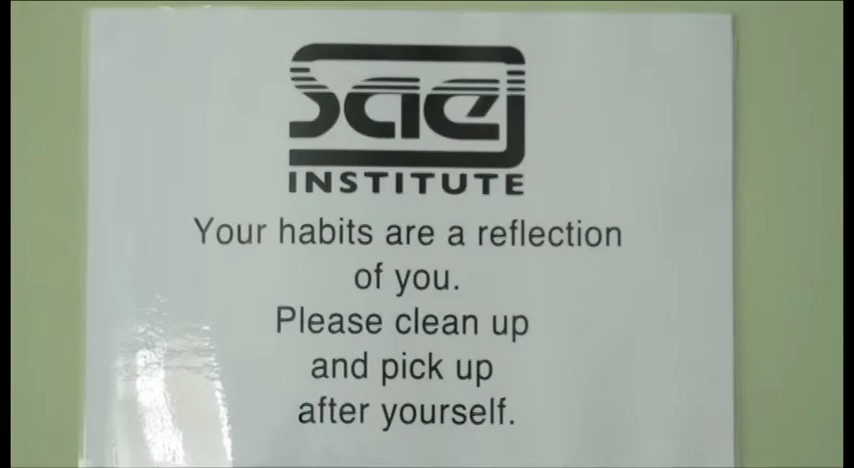 sae
INSTITUTE
Your habits are a reflection
of you.
Please clean up
and pick up
after yourself.